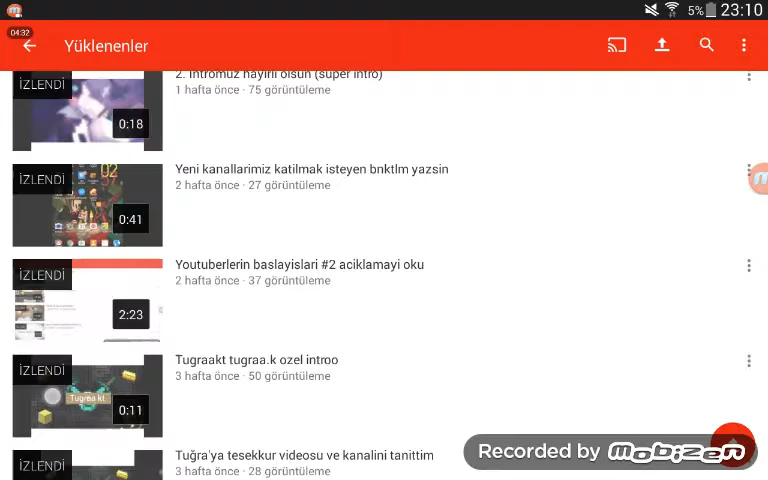 5%
23:10
04:32
Yüklenenler
İZLENDİ
0:18
2. Intromuz hayirli olsun (super intro)
1 hafta önce · 75 görüntüleme
İZLENDİ
0:41
Yeni kanallarimiz katilmak isteyen bnktlm yazsin
2 hafta önce · 27 görüntüleme
İZLENDİ
2:23
Youtuberlerin baslayislari #2 aciklamayi oku
2 hafta önce · 37 görüntüleme
İZLENDİ
Tugraa kt
0:11
Tugraakt tugraa.k ozel introo
3 hafta önce · 50 görüntüleme
İZLENDİ
Tuğra'ya tesekkur videosu ve kanalini tanittim
3 hafta önce · 28 görüntüleme
Recorded by mobizen